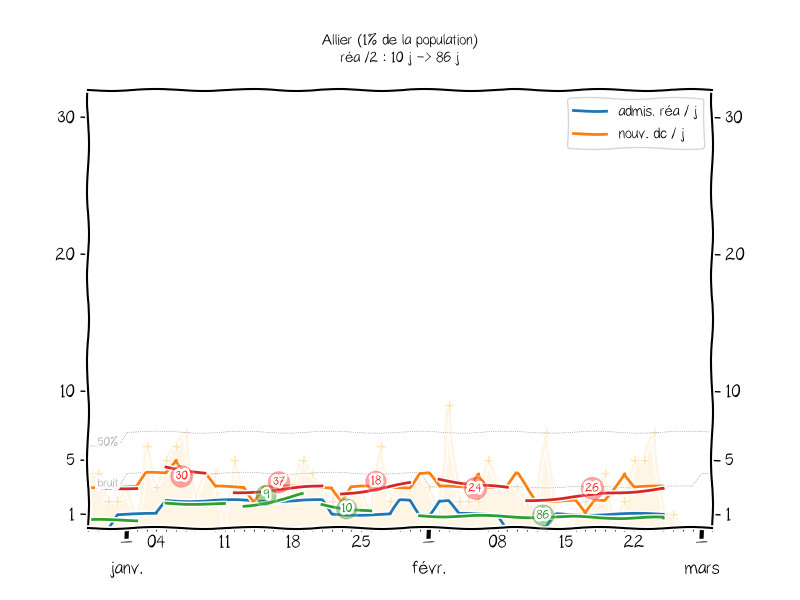 Allier (1% de la population)
réa /2 : 10 j -> 86 j
admis. réa / j
nouv. dc / j
30 30
20 20
10 10
50%
5 5
bruit
30 37 18 24 26
9 10 86
1 1
04 11 18 25 08 15 22
janv. févr. mars